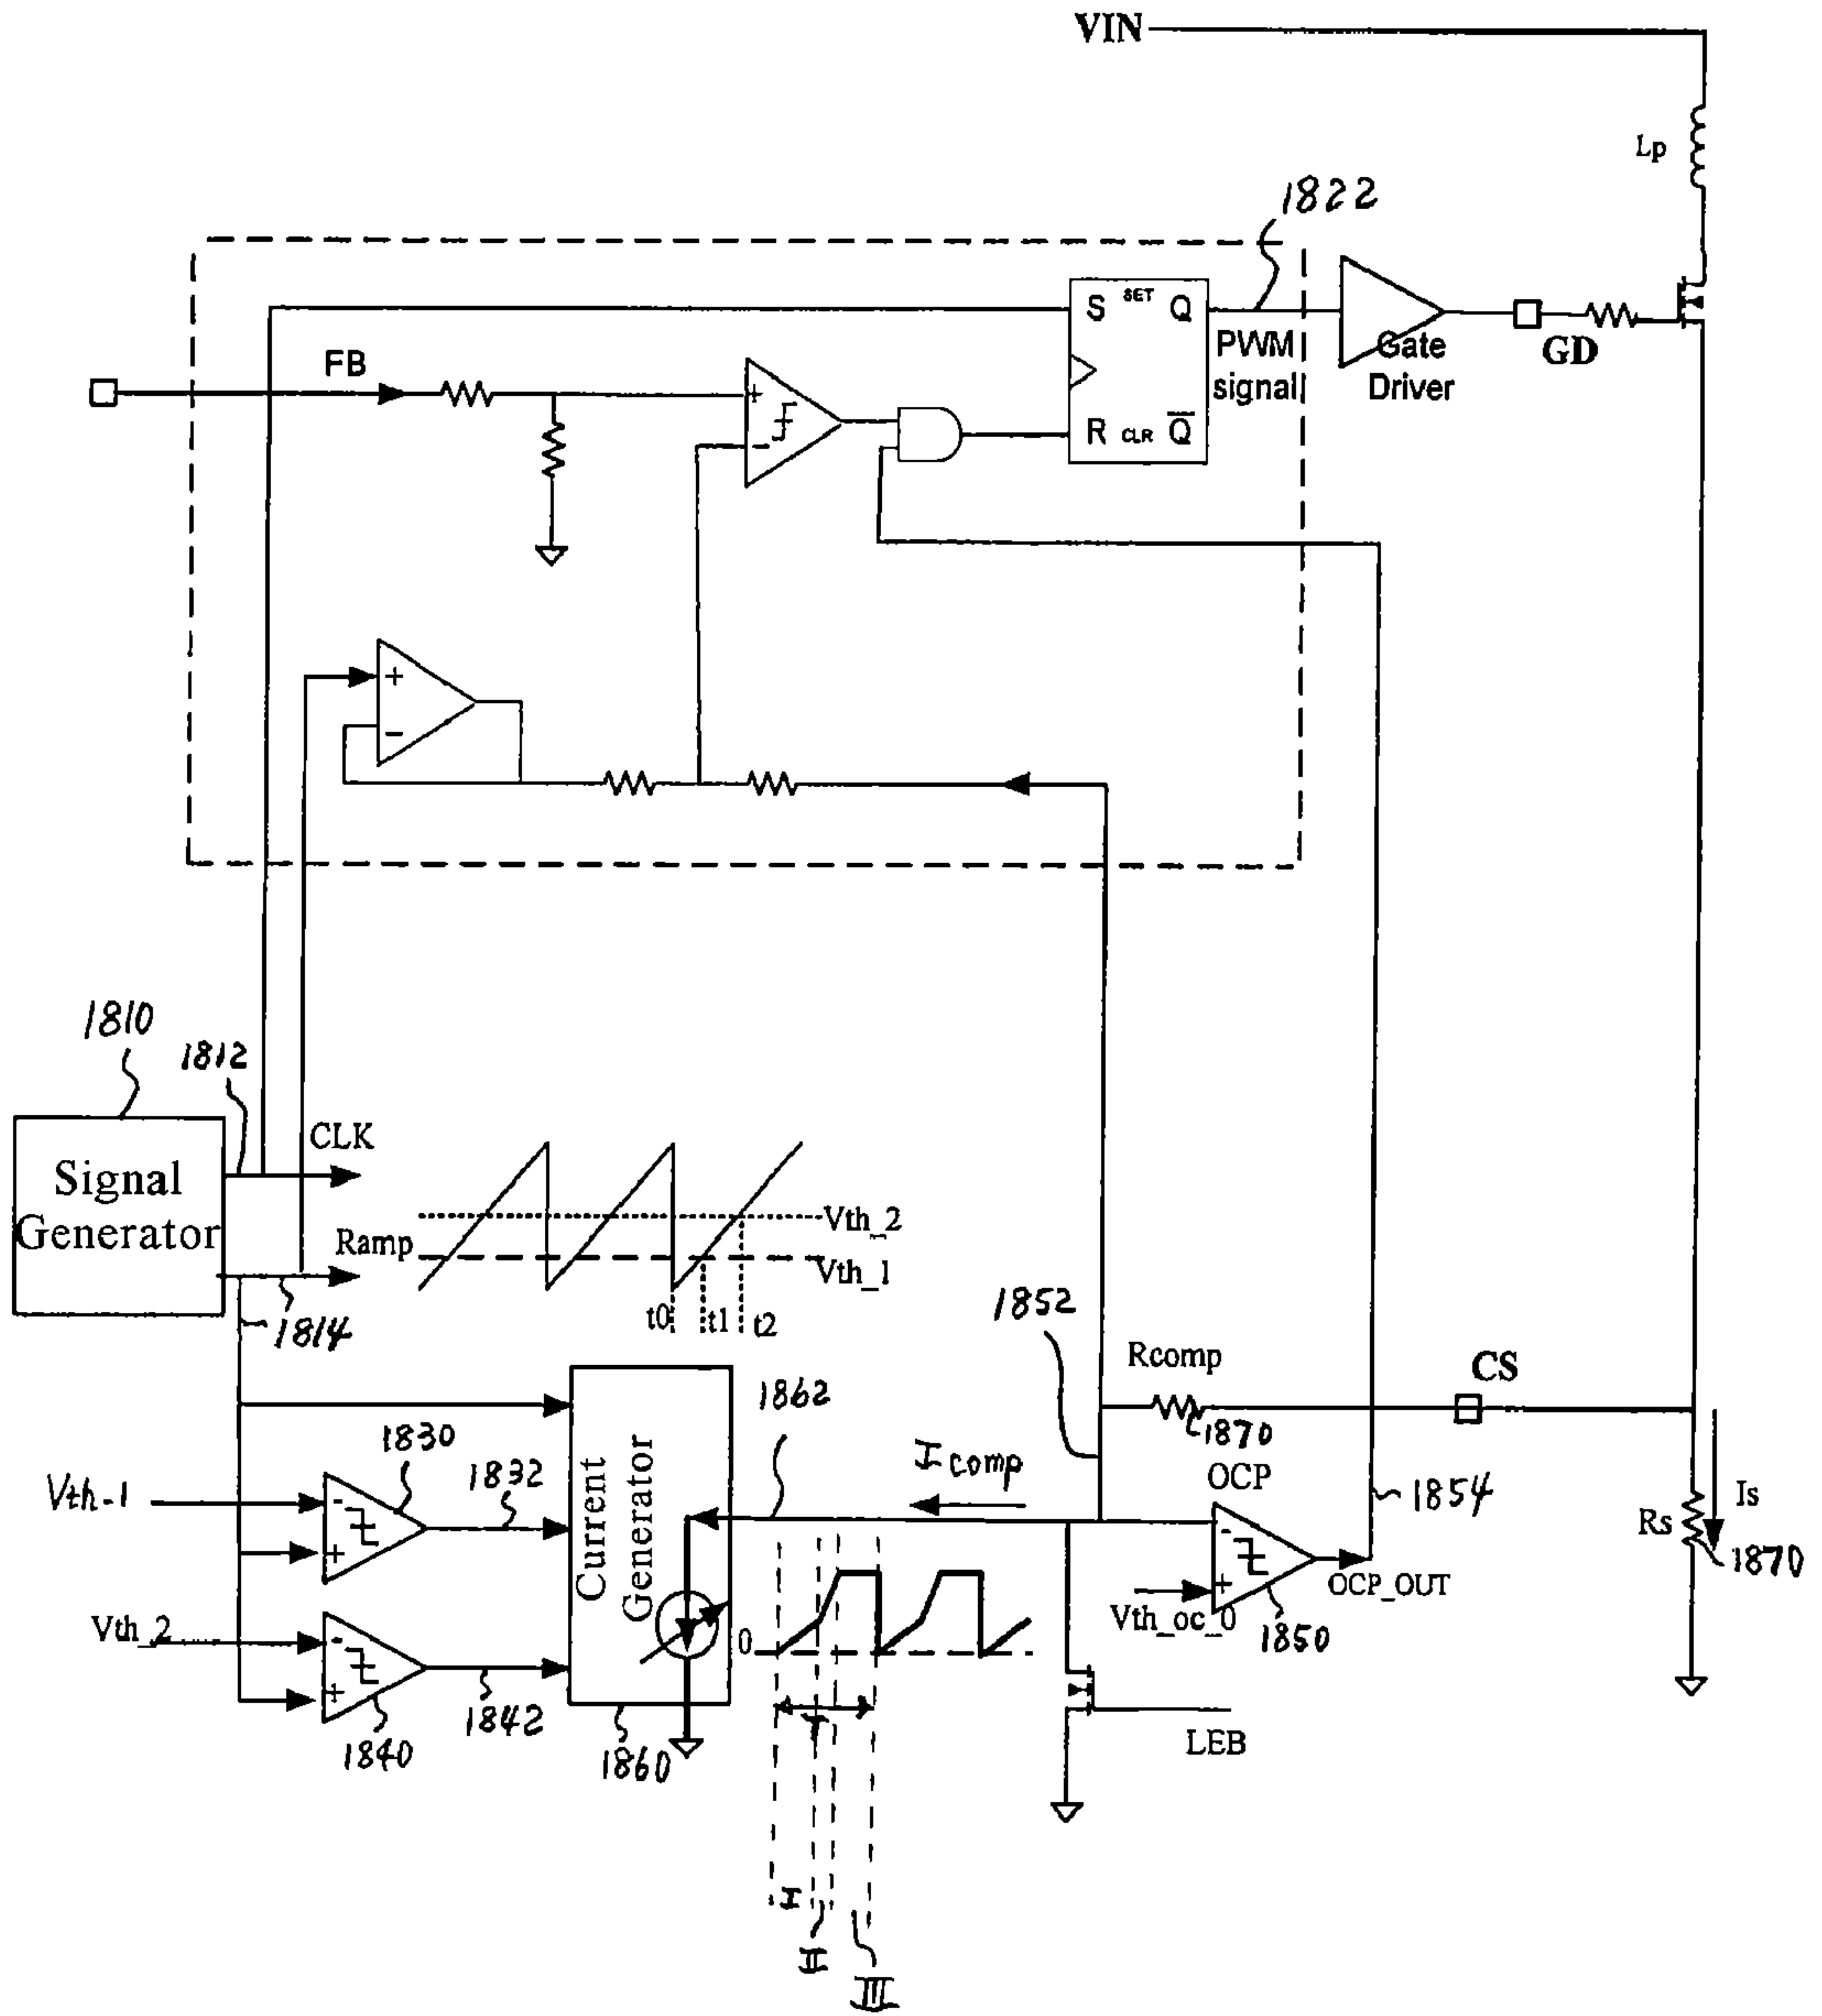 VIN
Lp
1822
S SET Q
PWM
signal
R CLR Q
Gate
Driver
GD
FB
+
-
+
-
1810
1812
CLK
Signal
Generator
Ramp
Vth_2
Vth_1
t0
t1
t2
1814
1852
Rcomp
CS
1870
1862
1830
1832
Icomp
OCP
1854
Is
Rs
1870
Vth-1
-
+
Current
Generator
-
+
OCP_OUT
Vth_oc_0
1850
Vth_2
-
+
0
1842
1840
1860
T
LEB
I
II
III